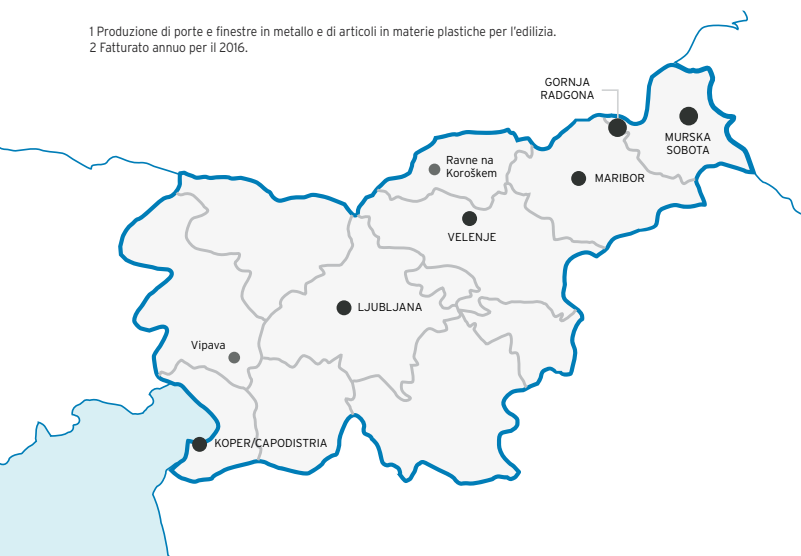 1 Produzione di porte e finestre in metallo e di articoli in materie plastiche per l'edilizia.
2 Fatturato annuo per il 2016.
GORNJA
RADGONA
MURSKA
SOBOTA
Ravne na
Koroškem
MARIBOR
VELENJE
LJUBLJANA
Vipava
KOPER/CAPODISTRIA